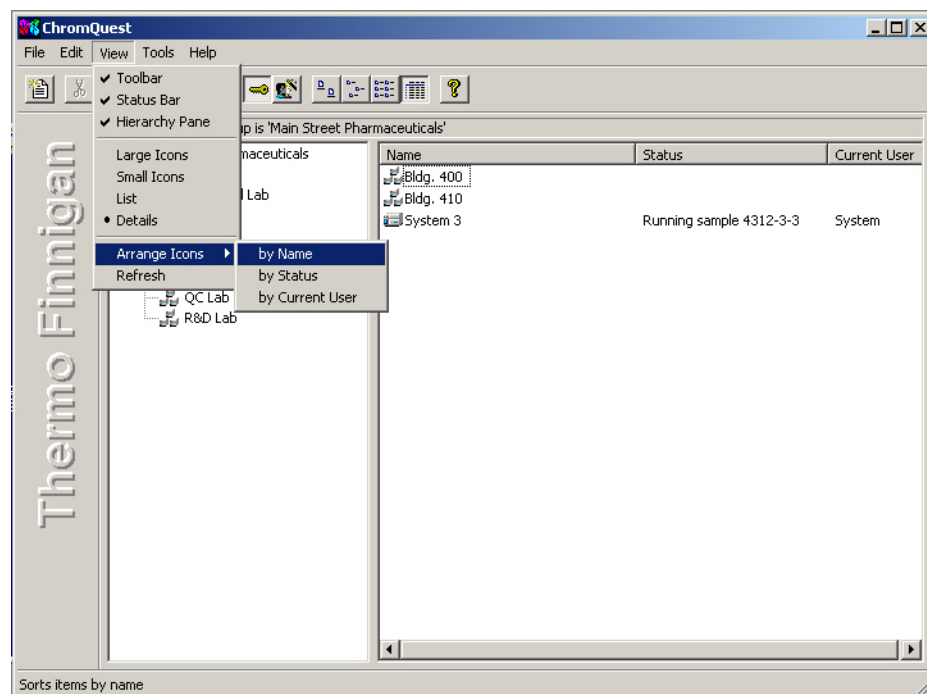 ChromQuest
File Edit View Tools Help
Toolbar
Status Bar
Hierarchy Pane
Large Icons
Small Icons
List
Details
Arrange Icons
Refresh
by Name
by Status
by Current User
up is 'Main Street Pharmaceuticals'
maceuticals
Lab
QC Lab
R&D Lab
Name Status Current User
Bldg. 400
Bldg. 410
System 3 Running sample 4312-3-3 System
Thermo Finnigan
Sorts items by name